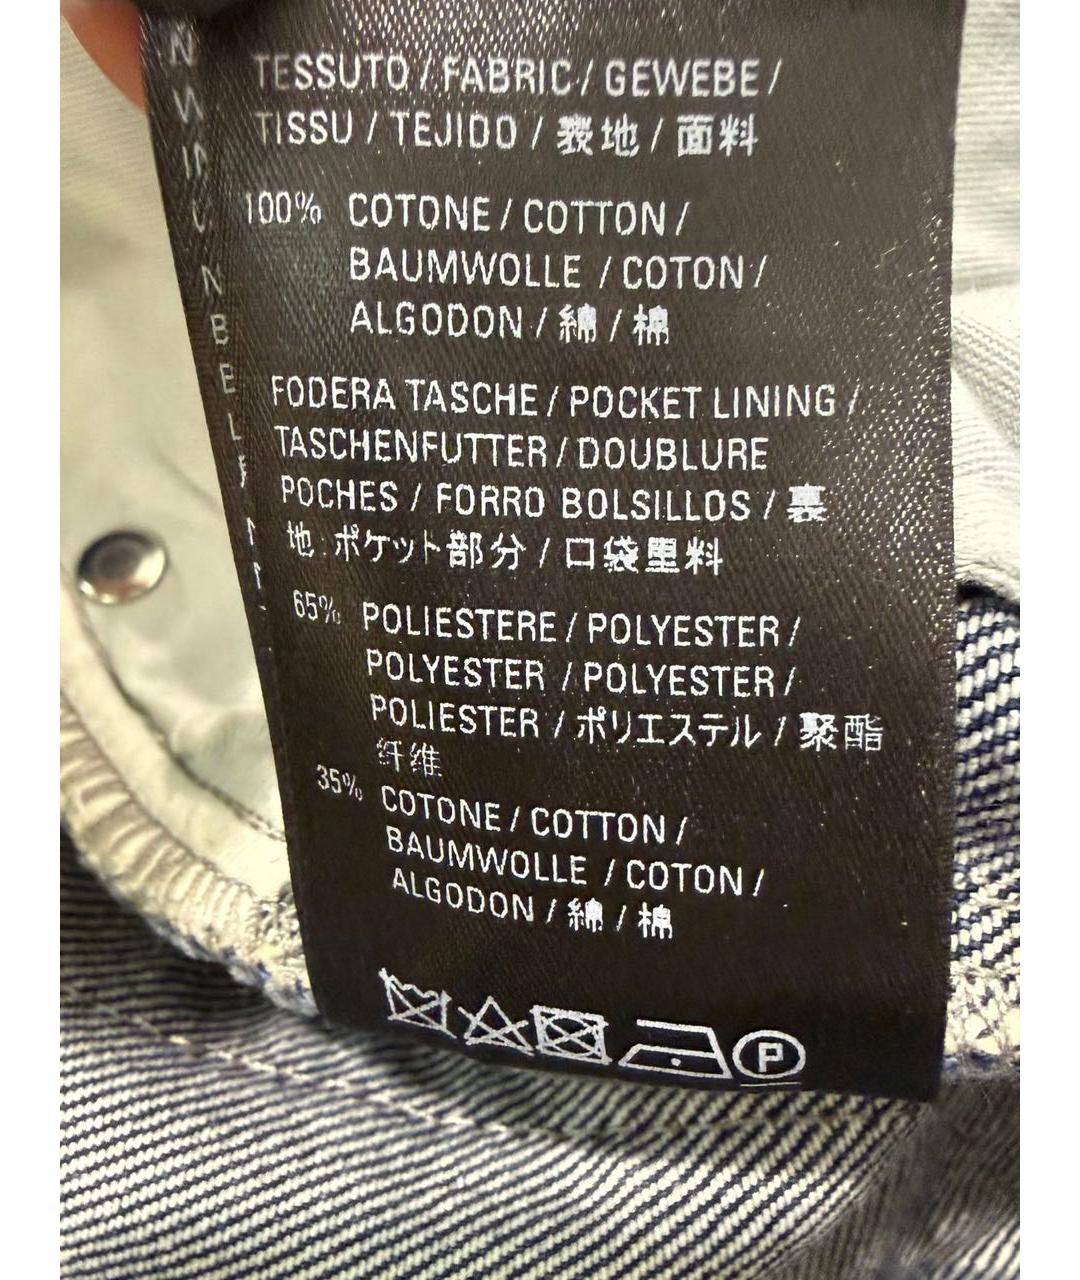 TESSUTO / FABRIC / GEWEBE /
TISSU / TEJIDO / 表地 / 面料
100% COTONE / COTTON /
BAUMWOLLE / COTON /
ALGODON / 綿 / 棉
FODERA TASCHE / POCKET LINING /
TASCHENFUTTER / DOUBLURE
POCHES / FORRO BOLSILLOS / 裏
地 ポケット部分 / 口袋里料
65% POLIESTERE / POLYESTER /
POLYESTER / POLYESTER /
POLIESTER / ポリエステル / 聚酯
纤维
35% COTONE / COTTON /
BAUMWOLLE / COTON /
ALGODON / 綿 / 棉
P